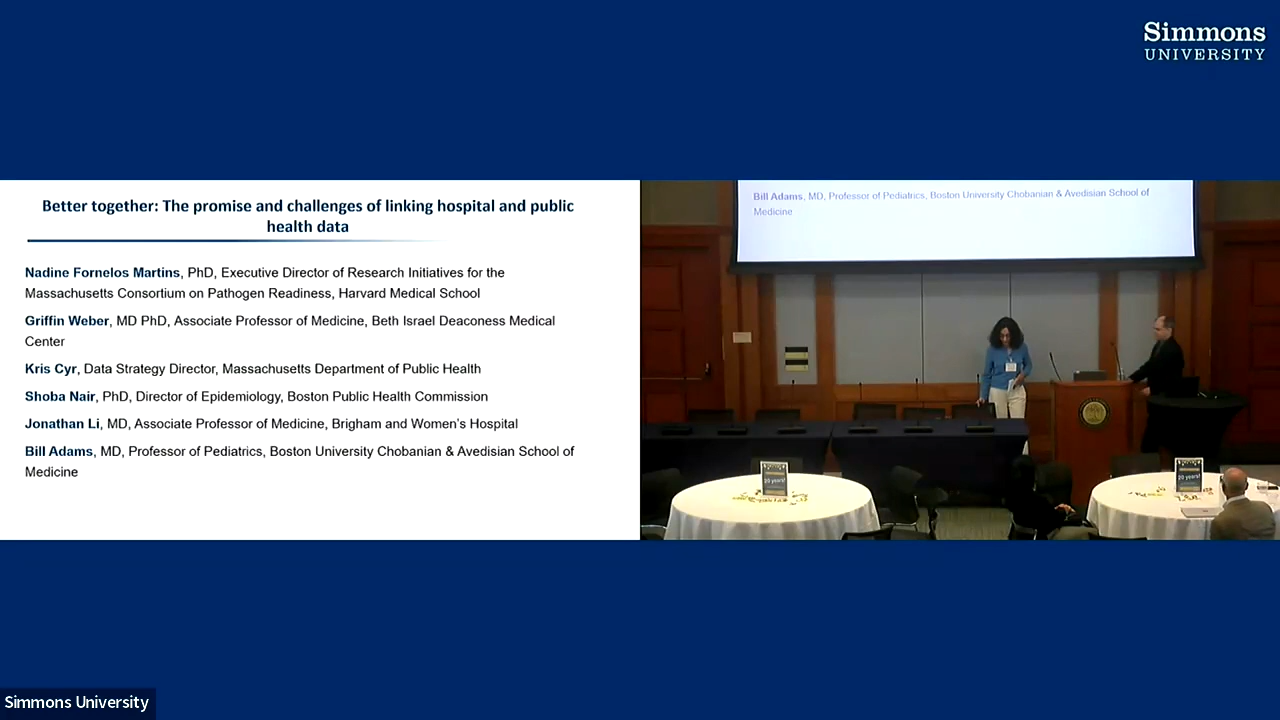 Simmons
UNIVERSITY
Better together: The promise and challenges of linking hospital and public
health data
Nadine Fornelos Martins, PhD, Executive Director of Research Initiatives for the
Massachusetts Consortium on Pathogen Readiness, Harvard Medical School
Griffin Weber, MD PhD, Associate Professor of Medicine, Beth Israel Deaconess Medical
Center
Kris Cyr, Data Strategy Director, Massachusetts Department of Public Health
Shoba Nair, PhD, Director of Epidemiology, Boston Public Health Commission
Jonathan Li, MD, Associate Professor of Medicine, Brigham and Women's Hospital
Bill Adams, MD, Professor of Pediatrics, Boston University Chobanian & Avedisian School of
Medicine
Bill Adams, MD, Professor of Pediatrics, Boston University Chobanian & Avedisian School of
Medicine
20 years!
20 years!
Simmons University